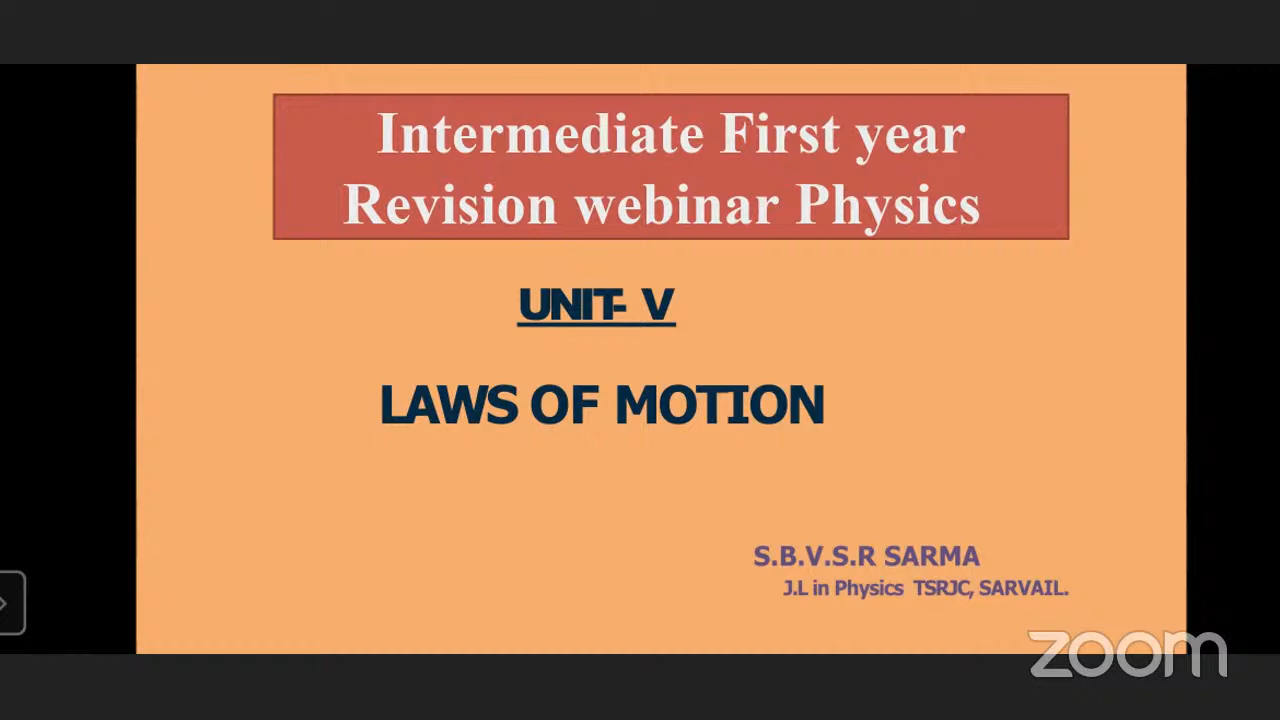 Intermediate First year
Revision webinar Physics
UNIT- V
LAWS OF MOTION
S.B.V.S.R SARMA
J.L in Physics TSRJC, SARVAIL.
zoom